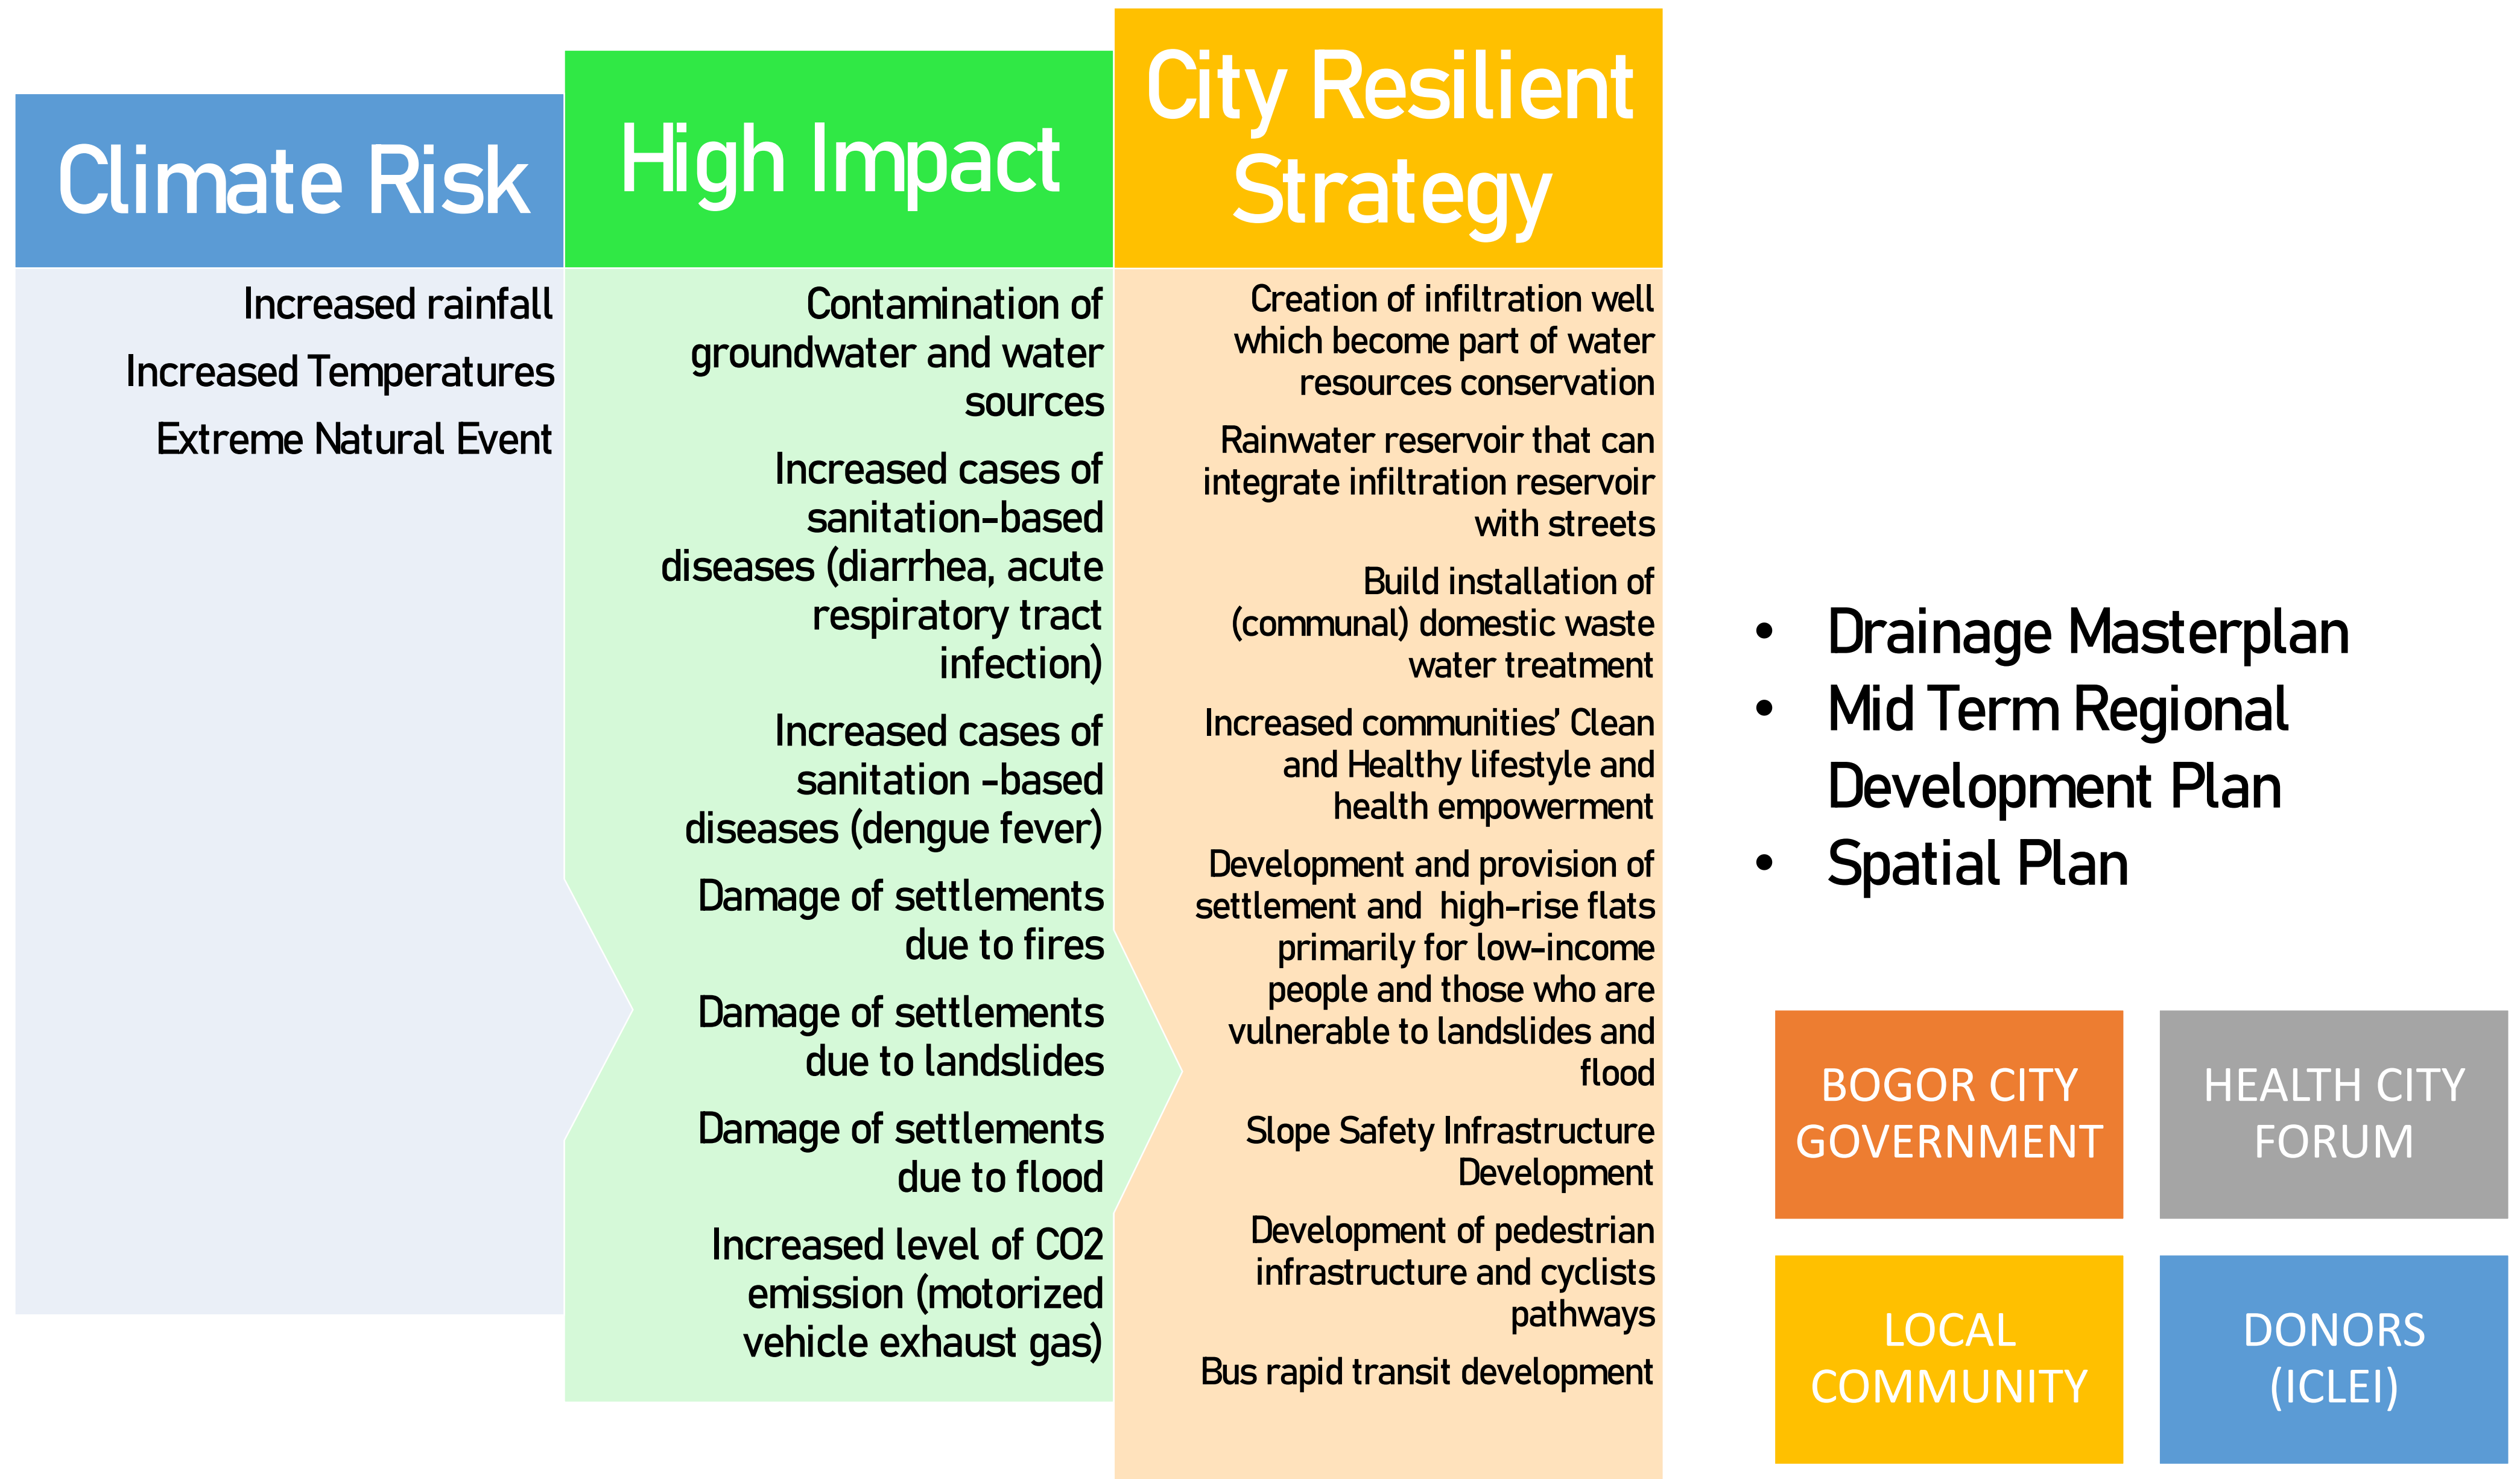 Climate Risk
Increased rainfall
Increased Temperatures
Extreme Natural Event
High Impact
Contamination of
groundwater and water
sources
Increased cases of
sanitation-based
diseases (diarrhea, acute
respiratory tract
infection)
Increased cases of
sanitation -based
diseases (dengue fever)
Damage of settlements
due to fires
Damage of settlements
due to landslides
Damage of settlements
due to flood
Increased level of CO2
emission (motorized
vehicle exhaust gas)
City Resilient
Strategy
Creation of infiltration well
which become part of water
resources conservation
Rainwater reservoir that can
integrate infiltration reservoir
with streets
Build installation of
(communal) domestic waste
water treatment
Increased communities’ Clean
and Healthy lifestyle and
health empowerment
Development and provision of
settlement and high-rise flats
primarily for low-income
people and those who are
vulnerable to landslides and
flood
Slope Safety Infrastructure
Development
Development of pedestrian
infrastructure and cyclists
pathways
Bus rapid transit development
• Drainage Masterplan
• Mid Term Regional
Development Plan
• Spatial Plan
BOGOR CITY
GOVERNMENT
HEALTH CITY
FORUM
LOCAL
COMMUNITY
DONORS
(ICLEI)